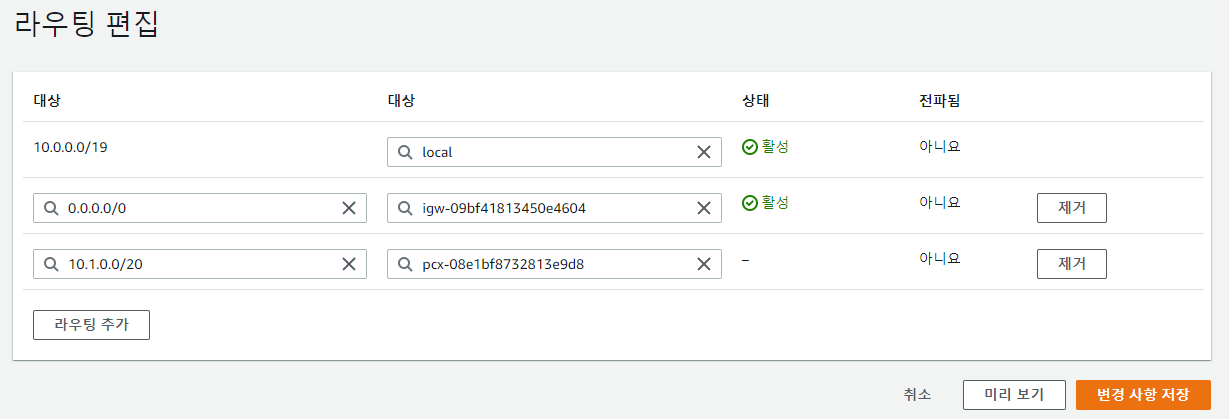 라우팅 편집
대상 대상 상태 전파됨
10.0.0.0/19 local 활성 아니요
0.0.0.0/0 igw-09bf41813450e4604 활성 아니요 제거
10.1.0.0/20 pcx-08e1bf8732813e9d8 – 아니요 제거
라우팅 추가
취소 미리 보기 변경 사항 저장